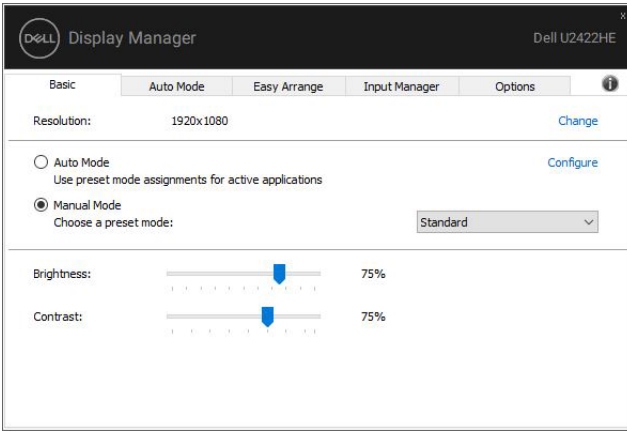 x
DELL Display Manager Dell U2422HE
Basic Auto Mode Easy Arrange Input Manager Options i
Resolution: 1920x1080 Change
Auto Mode Configure
Use preset mode assignments for active applications
Manual Mode
Choose a preset mode: Standard
Brightness: 75%
Contrast: 75%